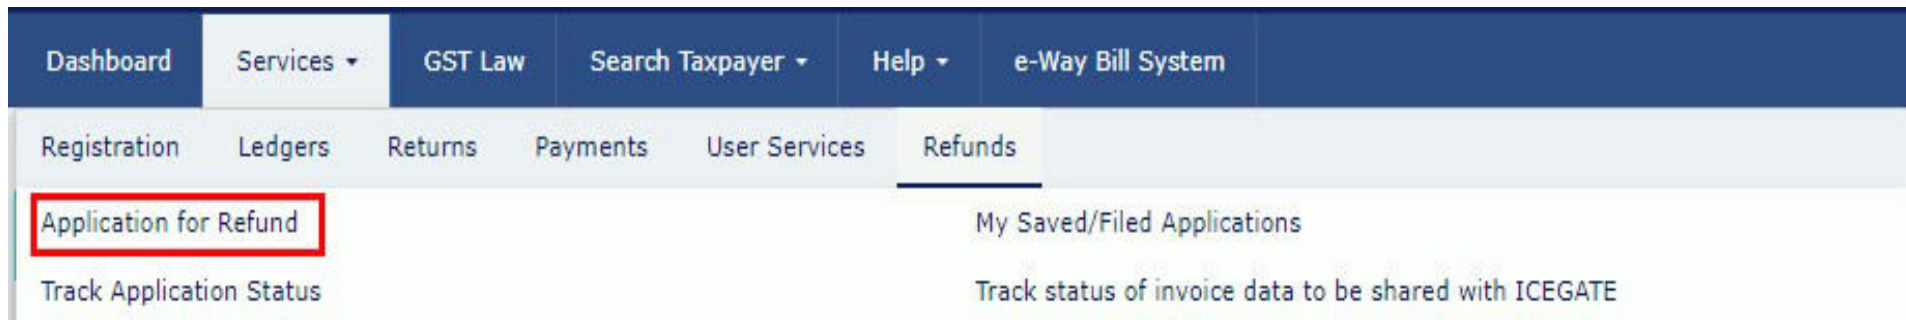 Dashboard Services GST Law Search Taxpayer Help e-Way Bill System
Registration Ledgers Returns Payments User Services Refunds
Application for Refund My Saved/Filed Applications
Track Application Status Track status of invoice data to be shared with ICEGATE